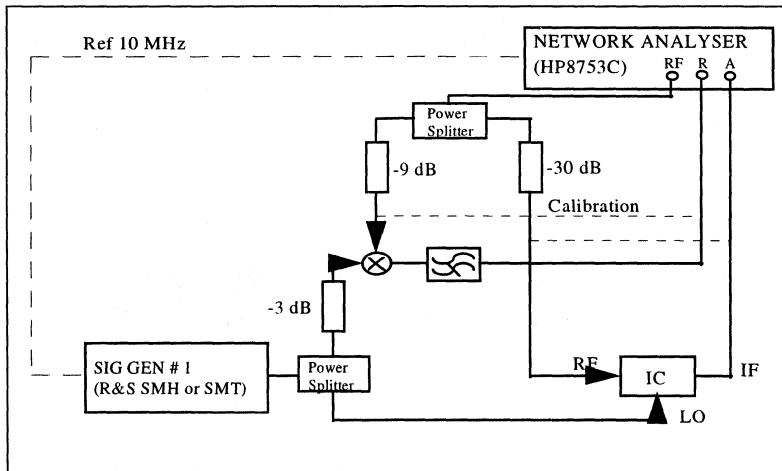 Ref 10 MHz
NETWORK ANALYSER
(HP8753C) RF R A
Power
Splitter
-9 dB
-30 dB
Calibration
-3 dB
SIG GEN # 1
(R&S SMH or SMT)
Power
Splitter
RF
IC
IF
LO